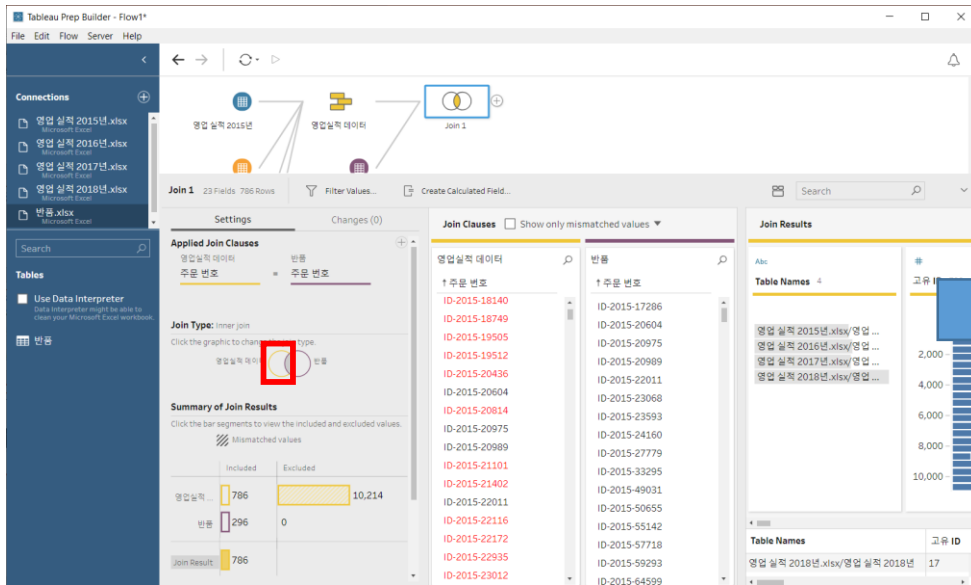 Tableau Prep Builder - Flow1*
File Edit Flow Server Help
Connections
영업 실적 2015년.xlsx
Microsoft Excel
영업 실적 2016년.xlsx
Microsoft Excel
영업 실적 2017년.xlsx
Microsoft Excel
영업 실적 2018년.xlsx
Microsoft Excel
반품.xlsx
Microsoft Excel
Search
Tables
Use Data Interpreter
Data Interpreter might be able to
clean your Microsoft Excel workbook.
반품
영업 실적 2015년
영업실적 데이터
Join 1
Join 1 23 Fields 786 Rows
Filter Values...
Create Calculated Field...
Search
Settings
Changes (0)
Applied Join Clauses
영업실적 데이터 반품
주문 번호 = 주문 번호
Join Type: Inner join
Click the graphic to change the join type.
영업실적 데이터 반품
Summary of Join Results
Click the bar segments to view the included and excluded values.
Mismatched values
Included Excluded
영업실적 ... 786 10,214
반품 296 0
Join Result 786
Join Clauses Show only mismatched values
영업실적 데이터
주문 번호
ID-2015-18140
ID-2015-18749
ID-2015-19505
ID-2015-19512
ID-2015-20436
ID-2015-20604
ID-2015-20814
ID-2015-20975
ID-2015-20989
ID-2015-21101
ID-2015-21402
ID-2015-22011
ID-2015-22116
ID-2015-22172
ID-2015-22935
ID-2015-23012
반품
주문 번호
ID-2015-17286
ID-2015-20604
ID-2015-20975
ID-2015-20989
ID-2015-22011
ID-2015-23068
ID-2015-23593
ID-2015-24160
ID-2015-27779
ID-2015-33295
ID-2015-49031
ID-2015-50655
ID-2015-55142
ID-2015-57718
ID-2015-59293
ID-2015-64599
Join Results
Abc
Table Names 4
영업 실적 2015년.xlsx/영업 ...
영업 실적 2016년.xlsx/영업 ...
영업 실적 2017년.xlsx/영업 ...
영업 실적 2018년.xlsx/영업 ...
#
고유
2,000
4,000
6,000
8,000
10,000
Table Names 고유 ID
영업 실적 2018년.xlsx/영업 실적 2018년 17